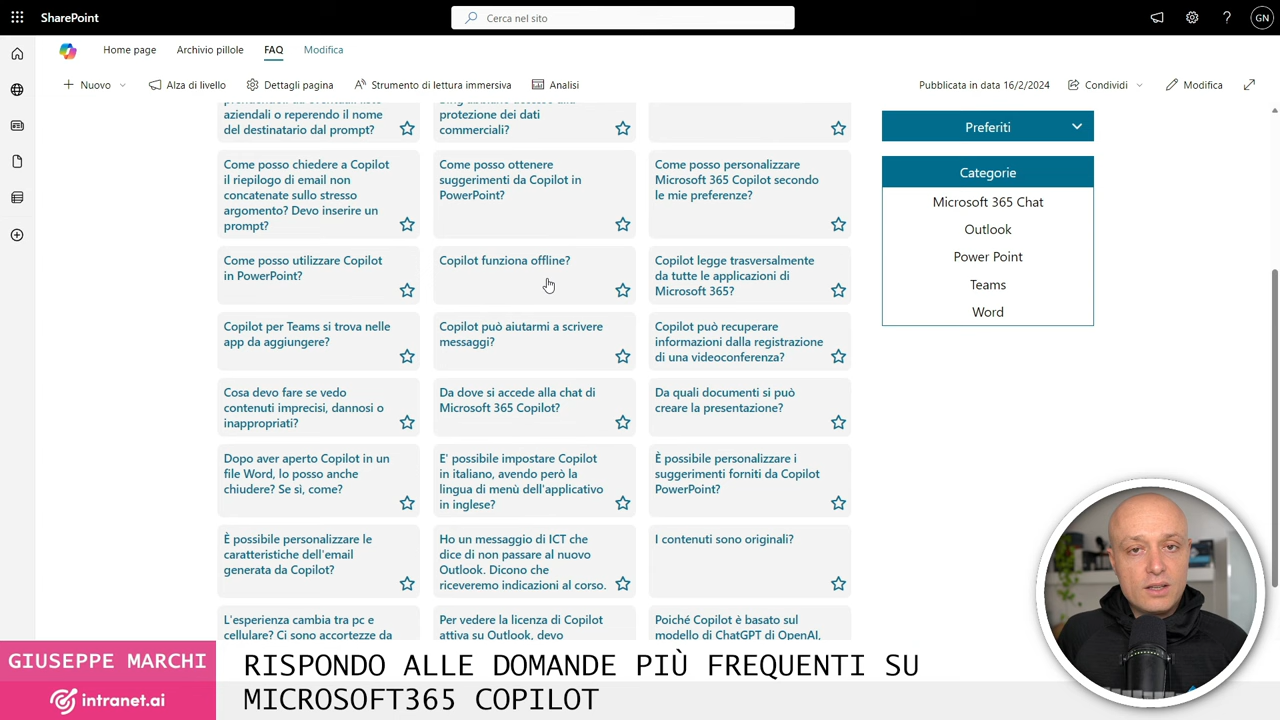 SharePoint
Cerca nel sito
GN
Home page
Archivio pillole
FAQ
Modifica
Nuovo
Alza di livello
Dettagli pagina
Strumento di lettura immersiva
Analisi
Pubblicata in data 16/2/2024
Condividi
Modifica
aziendali o reperendo il nome
del destinatario dal prompt?
protezione dei dati
commerciali?
Come posso chiedere a Copilot
il riepilogo di email non
concatenate sullo stresso
argomento? Devo inserire un
prompt?
Come posso ottenere
suggerimenti da Copilot in
PowerPoint?
Come posso personalizzare
Microsoft 365 Copilot secondo
le mie preferenze?
Come posso utilizzare Copilot
in PowerPoint?
Copilot funziona offline?
Copilot legge trasversalmente
da tutte le applicazioni di
Microsoft 365?
Copilot per Teams si trova nelle
app da aggiungere?
Copilot può aiutarmi a scrivere
messaggi?
Copilot può recuperare
informazioni dalla registrazione
di una videoconferenza?
Cosa devo fare se vedo
contenuti imprecisi, dannosi o
inappropriati?
Da dove si accede alla chat di
Microsoft 365 Copilot?
Da quali documenti si può
creare la presentazione?
Dopo aver aperto Copilot in un
file Word, lo posso anche
chiudere? Se si, come?
E' possibile impostare Copilot
in italiano, avendo però la
lingua di menù dell'applicativo
in inglese?
È possibile personalizzare i
suggerimenti forniti da Copilot
PowerPoint?
È possibile personalizzare le
caratteristiche dell'email
generata da Copilot?
Ho un messaggio di ICT che
dice di non passare al nuovo
Outlook. Dicono che
riceveremo indicazioni al corso.
I contenuti sono originali?
L'esperienza cambia tra pc e
cellulare? Ci sono accortezze da
Per vedere la licenza di Copilot
attiva su Outlook, devo
Poiché Copilot è basato sul
modello di ChatGPT di OpenAI,
Preferiti
Categorie
Microsoft 365 Chat
Outlook
Power Point
Teams
Word
GIUSEPPE MARCHI
intranet.ai
RISPONDO ALLE DOMANDE PIÙ FREQUENTI SU
MICROSOFT365 COPILOT